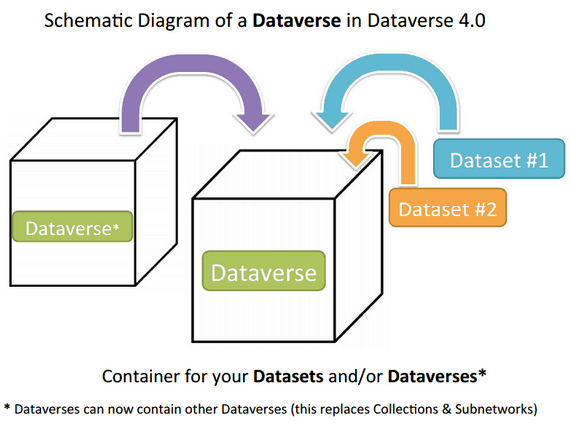 Schematic Diagram of a Dataverse in Dataverse 4.0
Dataset #1
Dataset #2
Dataverse*
Dataverse
Container for your Datasets and/or Dataverses*
* Dataverses can now contain other Dataverses (this replaces Collections & Subnetworks)